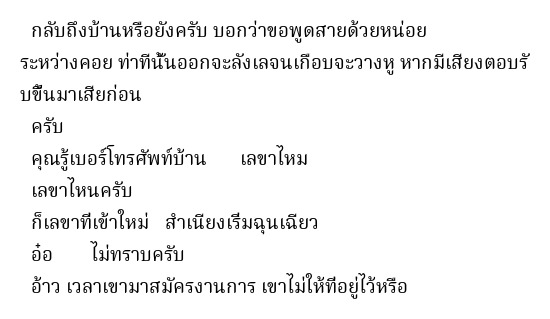 กลับถึงบ้านหรือยังครับ บอกว่าขอพูดสายด้วยหน่อย
ระหว่างคอย ท่าทีนั้นออกจะลังเลจนเกือบจะวางหู หากมีเสียงตอบรั
บขึ้นมาเสียก่อน
ครับ
คุณรู้เบอร์โทรศัพท์บ้าน เลขาไหม
เลขาไหนครับ
ก็เลขาที่เข้าใหม่ สำเนียงเริ่มฉุนเฉียว
อ๋อ ไม่ทราบครับ
อ้าว เวลาเขามาสมัครงานการ เขาไม่ให้ที่อยู่ไว้หรือ